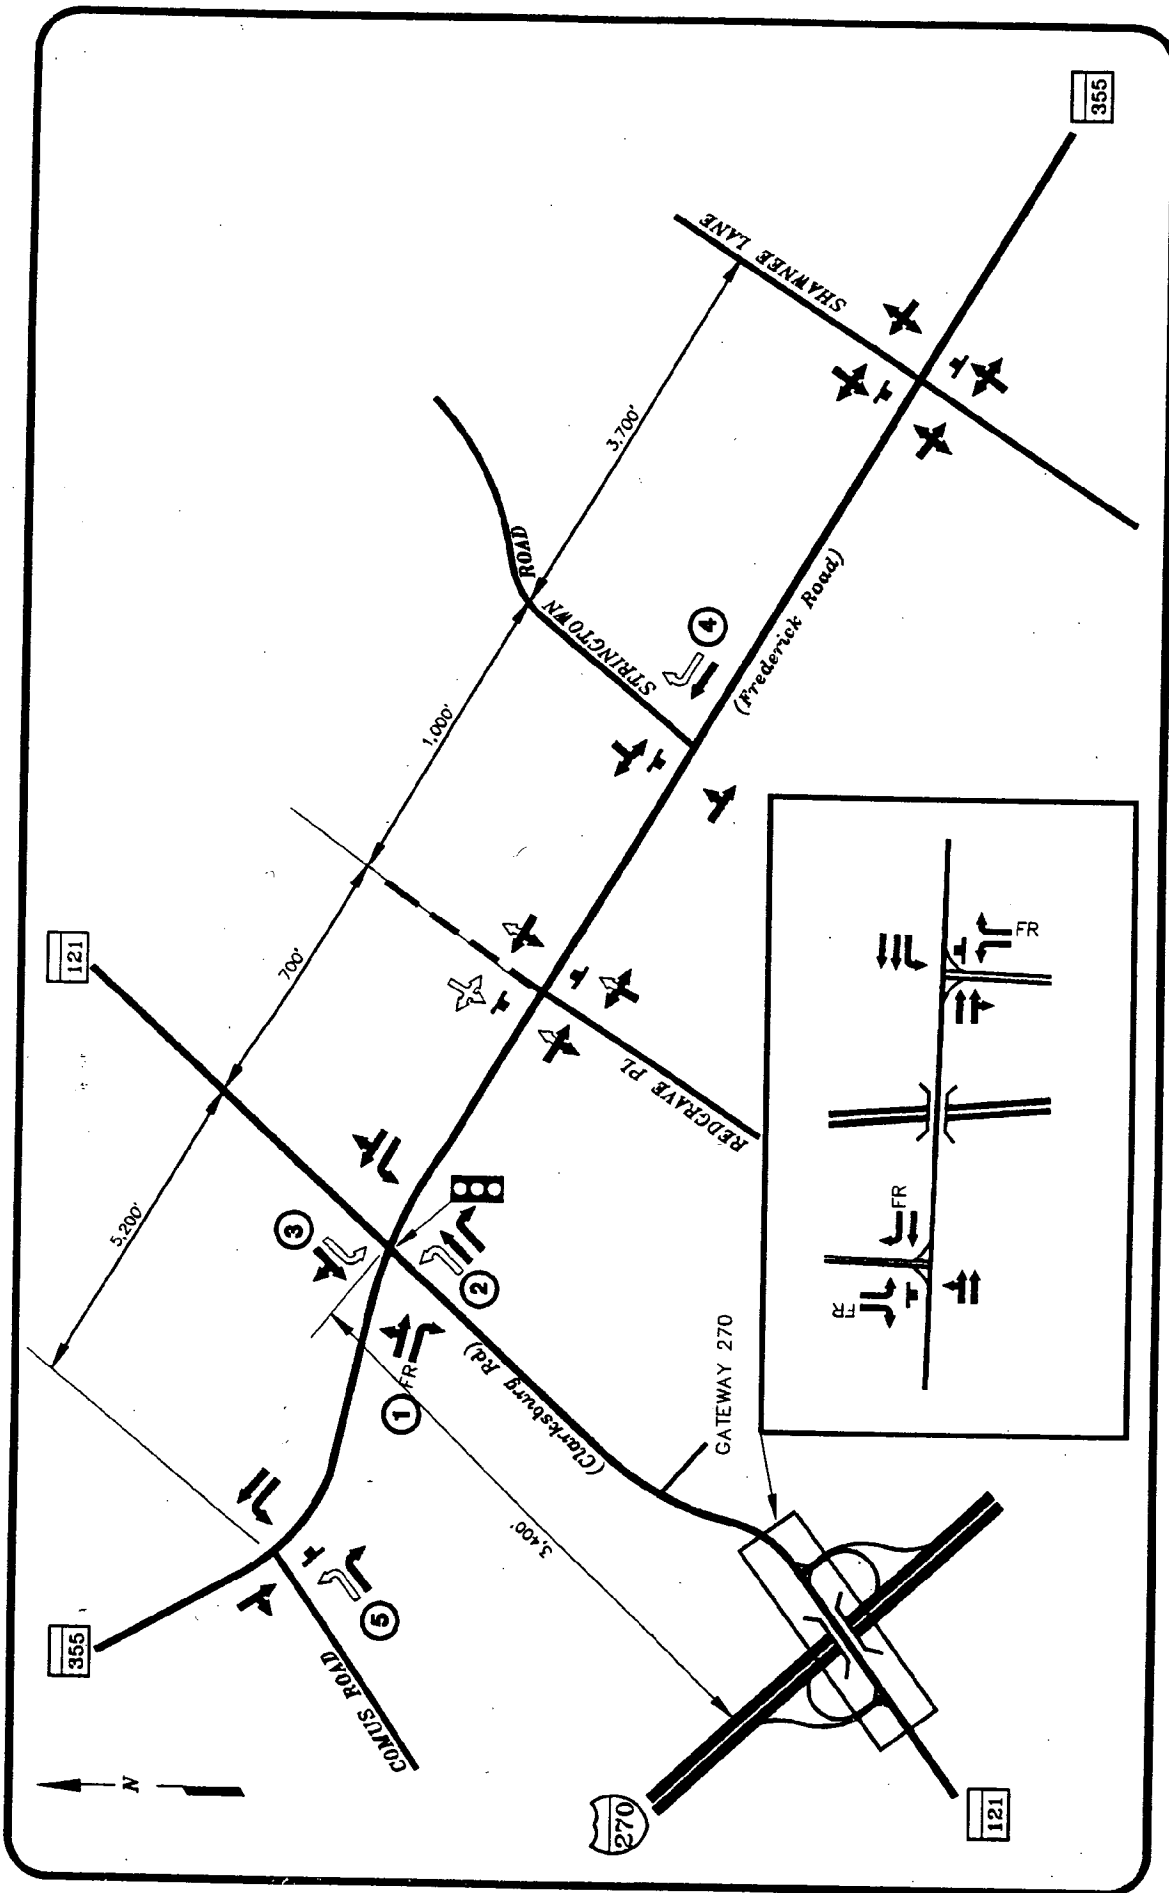 355
SHAWNEE LANE
3,700'
STRINGTOWN
ROAD
4
(Frederick Road)
1,000'
121
700'
REDGRAVE PL
5,200'
3
2
1
FR
(Clarksburg Rd)
3,400'
GATEWAY 270
FR
FR
FR
355
5
COMUS ROAD
N
270
121